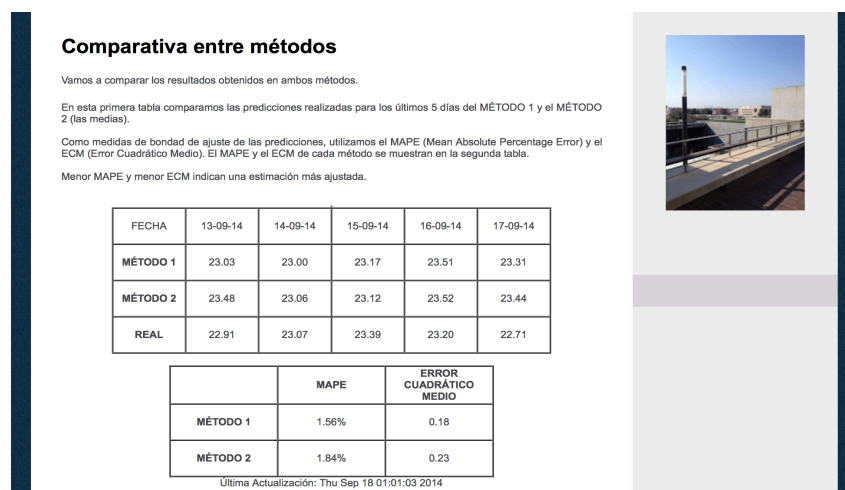 Comparativa entre métodos
Vamos a comparar los resultados obtenidos en ambos métodos.
En esta primera tabla comparamos las predicciones realizadas para los últimos 5 días del MÉTODO 1 y el MÉTODO
2 (las medias).
Como medidas de bondad de ajuste de las predicciones, utilizamos el MAPE (Mean Absolute Percentage Error) y el
ECM (Error Cuadrático Medio). El MAPE y el ECM de cada método se muestran en la segunda tabla.
Menor MAPE y menor ECM indican una estimación más ajustada.
FECHA 13-09-14 14-09-14 15-09-14 16-09-14 17-09-14
MÉTODO 1 23.03 23.00 23.17 23.51 23.31
MÉTODO 2 23.48 23.06 23.12 23.52 23.44
REAL 22.91 23.07 23.39 23.20 22.71
MAPE ERROR
CUADRÁTICO
MEDIO
MÉTODO 1 1.56% 0.18
MÉTODO 2 1.84% 0.23
Última Actualización: Thu Sep 18 01:01:03 2014